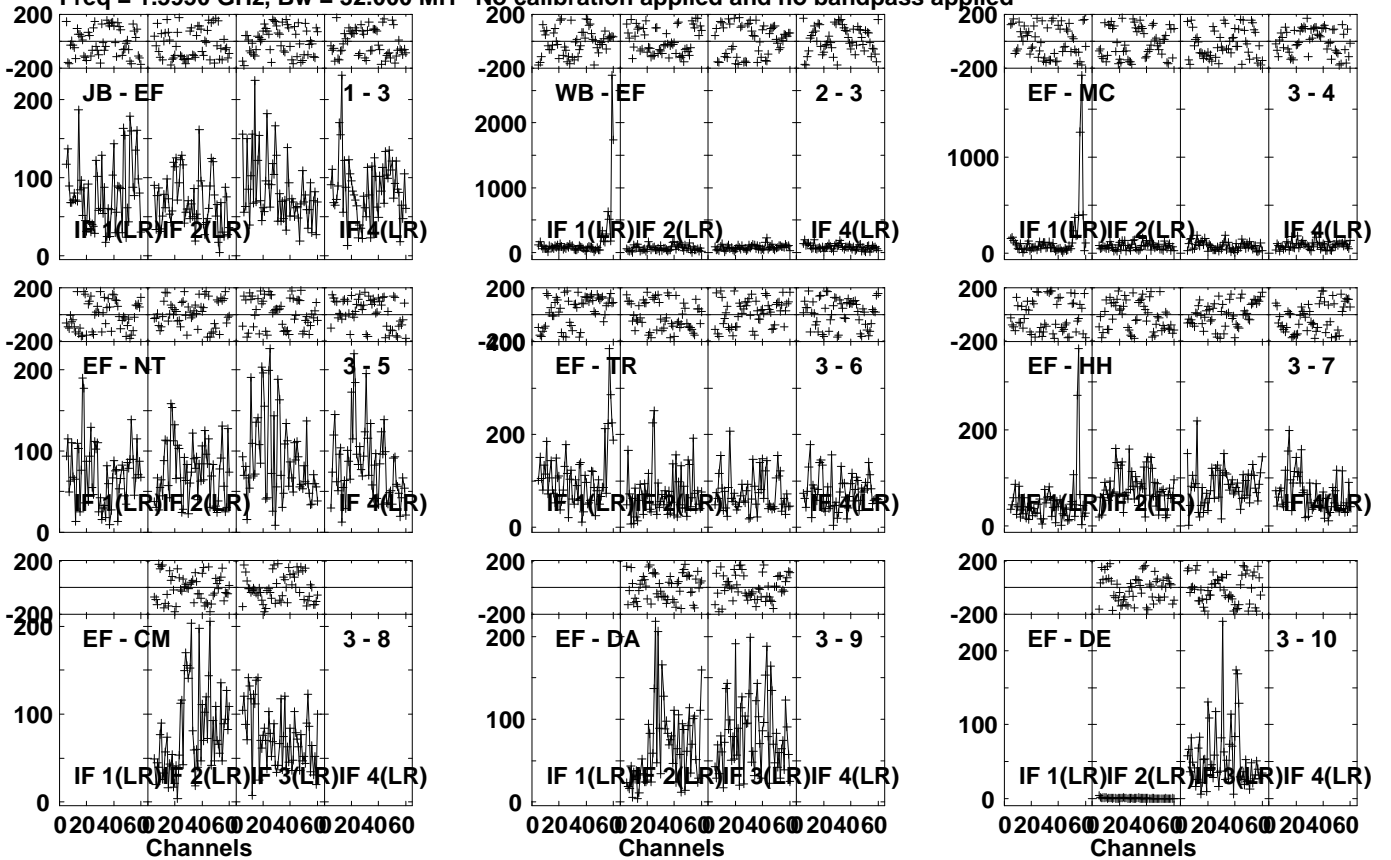 No calibration applied and no bandpass applied
200
-200
JB - EF 1 - 3
200
100
0
IF 1(LR) IF 2(LR) IF 4(LR)
200
-200
WB - EF 2 - 3
2000
1000
0
IF 1(LR) IF 2(LR) IF 4(LR)
200
-200
EF - MC 3 - 4
1000
0
IF 1(LR) IF 2(LR) IF 4(LR)
200
-200
EF - NT 3 - 5
200
100
0
IF 1(LR) IF 2(LR) IF 4(LR)
200
-200
400
EF - TR 3 - 6
200
0
IF 1(LR) IF 2(LR) IF 4(LR)
200
-200
EF - HH 3 - 7
200
0
IF 1(LR) IF 2(LR) IF 4(LR)
200
-200
200
EF - CM 3 - 8
100
0
IF 1(LR) IF 2(LR) IF 3(LR) IF 4(LR)
200
-200
EF - DA 3 - 9
200
100
0
IF 1(LR) IF 2(LR) IF 3(LR) IF 4(LR)
200
-200
EF - DE 3 - 10
200
100
0
IF 1(LR) IF 2(LR) IF 3(LR) IF 4(LR)
0 20 40 60 0 20 40 60 0 20 40 60 0 20 40 60
Channels
0 20 40 60 0 20 40 60 0 20 40 60 0 20 40 60
Channels
0 20 40 60 0 20 40 60 0 20 40 60 0 20 40 60
Channels